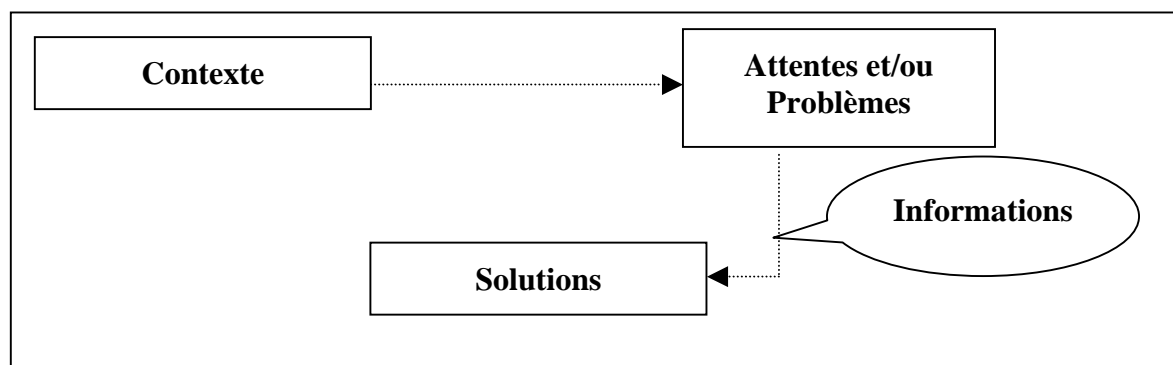 Contexte
Attentes et/ou
Problèmes
Informations
Solutions